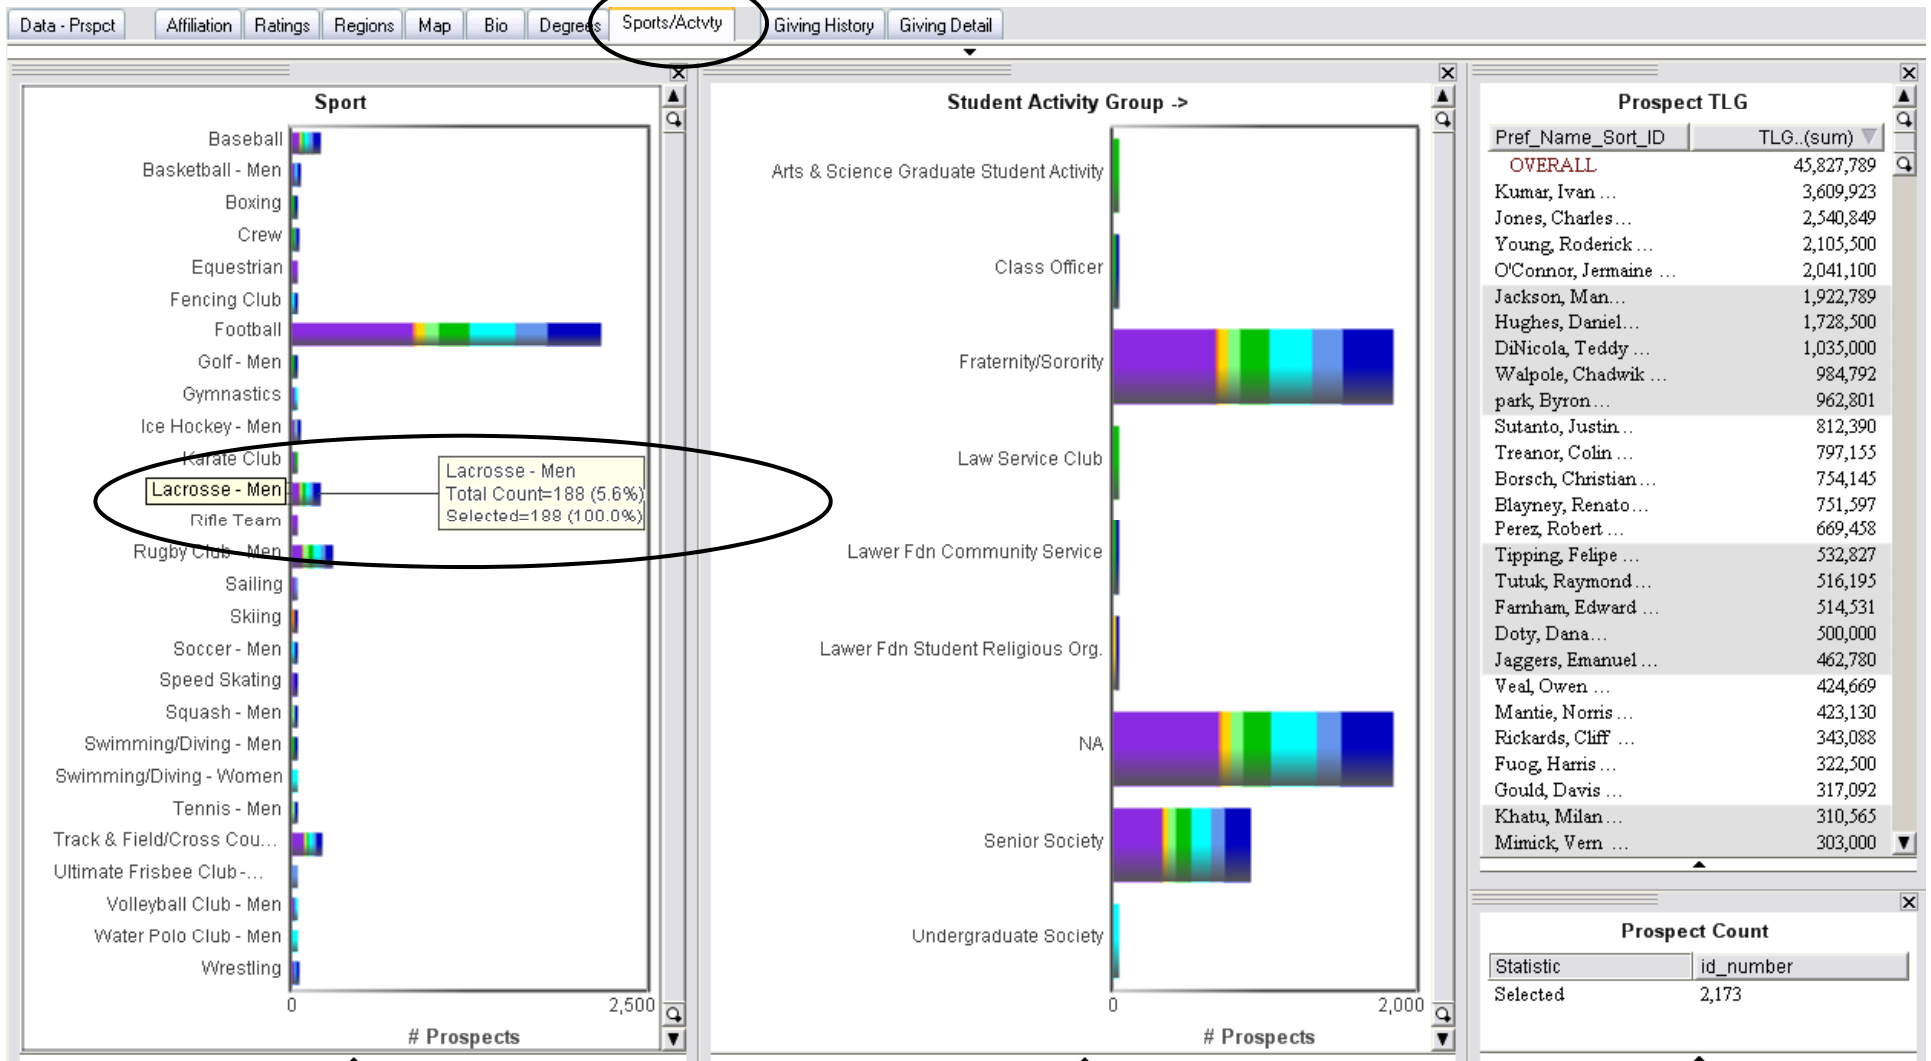 Data - Prspct Affiliation Ratings Regions Map Bio Degrees Sports/Actvty Giving History Giving Detail
Sport
Baseball
Basketball - Men
Boxing
Crew
Equestrian
Fencing Club
Football
Golf - Men
Gymnastics
Ice Hockey - Men
Karate Club
Lacrosse - Men
Rifle Team
Rugby Club - Men
Sailing
Skiing
Soccer - Men
Speed Skating
Squash - Men
Swimming/Diving - Men
Swimming/Diving - Women
Tennis - Men
Track & Field/Cross Cou...
Ultimate Frisbee Club -...
Volleyball Club - Men
Water Polo Club - Men
Wrestling
0 2,500
# Prospects
Lacrosse - Men
Total Count=188 (5.6%)
Selected=188 (100.0%)
Student Activity Group ->
Arts & Science Graduate Student Activity
Class Officer
Fraternity/Sorority
Law Service Club
Lawer Fdn Community Service
Lawer Fdn Student Religious Org.
NA
Senior Society
Undergraduate Society
0 2,000
# Prospects
Prospect TLG
Pref_Name_Sort_ID TLG..(sum)
OVERALL 45,827,789
Kumar, Ivan ... 3,609,923
Jones, Charles... 2,540,849
Young, Roderick ... 2,105,500
O'Connor, Jermaine ... 2,041,100
Jackson, Man... 1,922,789
Hughes, Daniel... 1,728,500
DiNicola, Teddy ... 1,035,000
Walpole, Chadwik ... 984,792
park, Byron... 962,801
Sutanto, Justin... 812,390
Treanor, Colin ... 797,155
Borsch, Christian... 754,145
Blayney, Renato... 751,597
Perez, Robert ... 669,458
Tipping, Felipe ... 532,827
Tutuk, Raymond... 516,195
Farnham, Edward ... 514,531
Doty, Dana... 500,000
Jaggers, Emanuel ... 462,780
Veal, Owen ... 424,669
Mantie, Norris ... 423,130
Rickards, Cliff ... 343,088
Fuog, Harris ... 322,500
Gould, Davis ... 317,092
Khatu, Milan ... 310,565
Mimick, Vern ... 303,000
Prospect Count
Statistic id_number
Selected 2,173